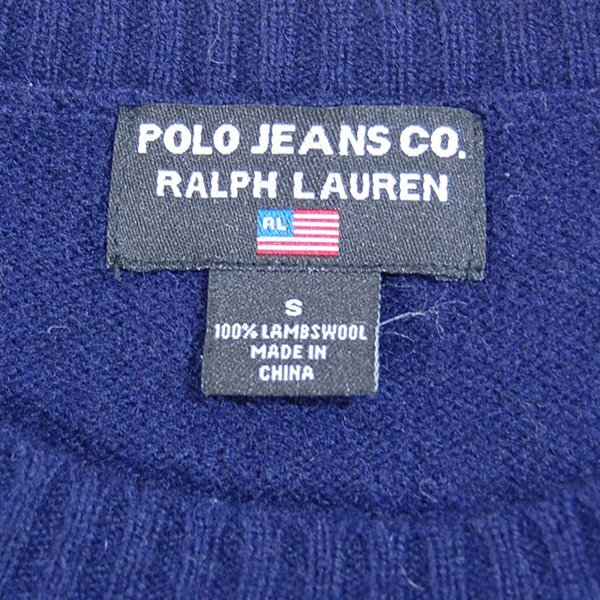 POLO JEANS CO.
RALPH LAUREN
RL
S
100% LAMBSWOOL
MADE IN
CHINA